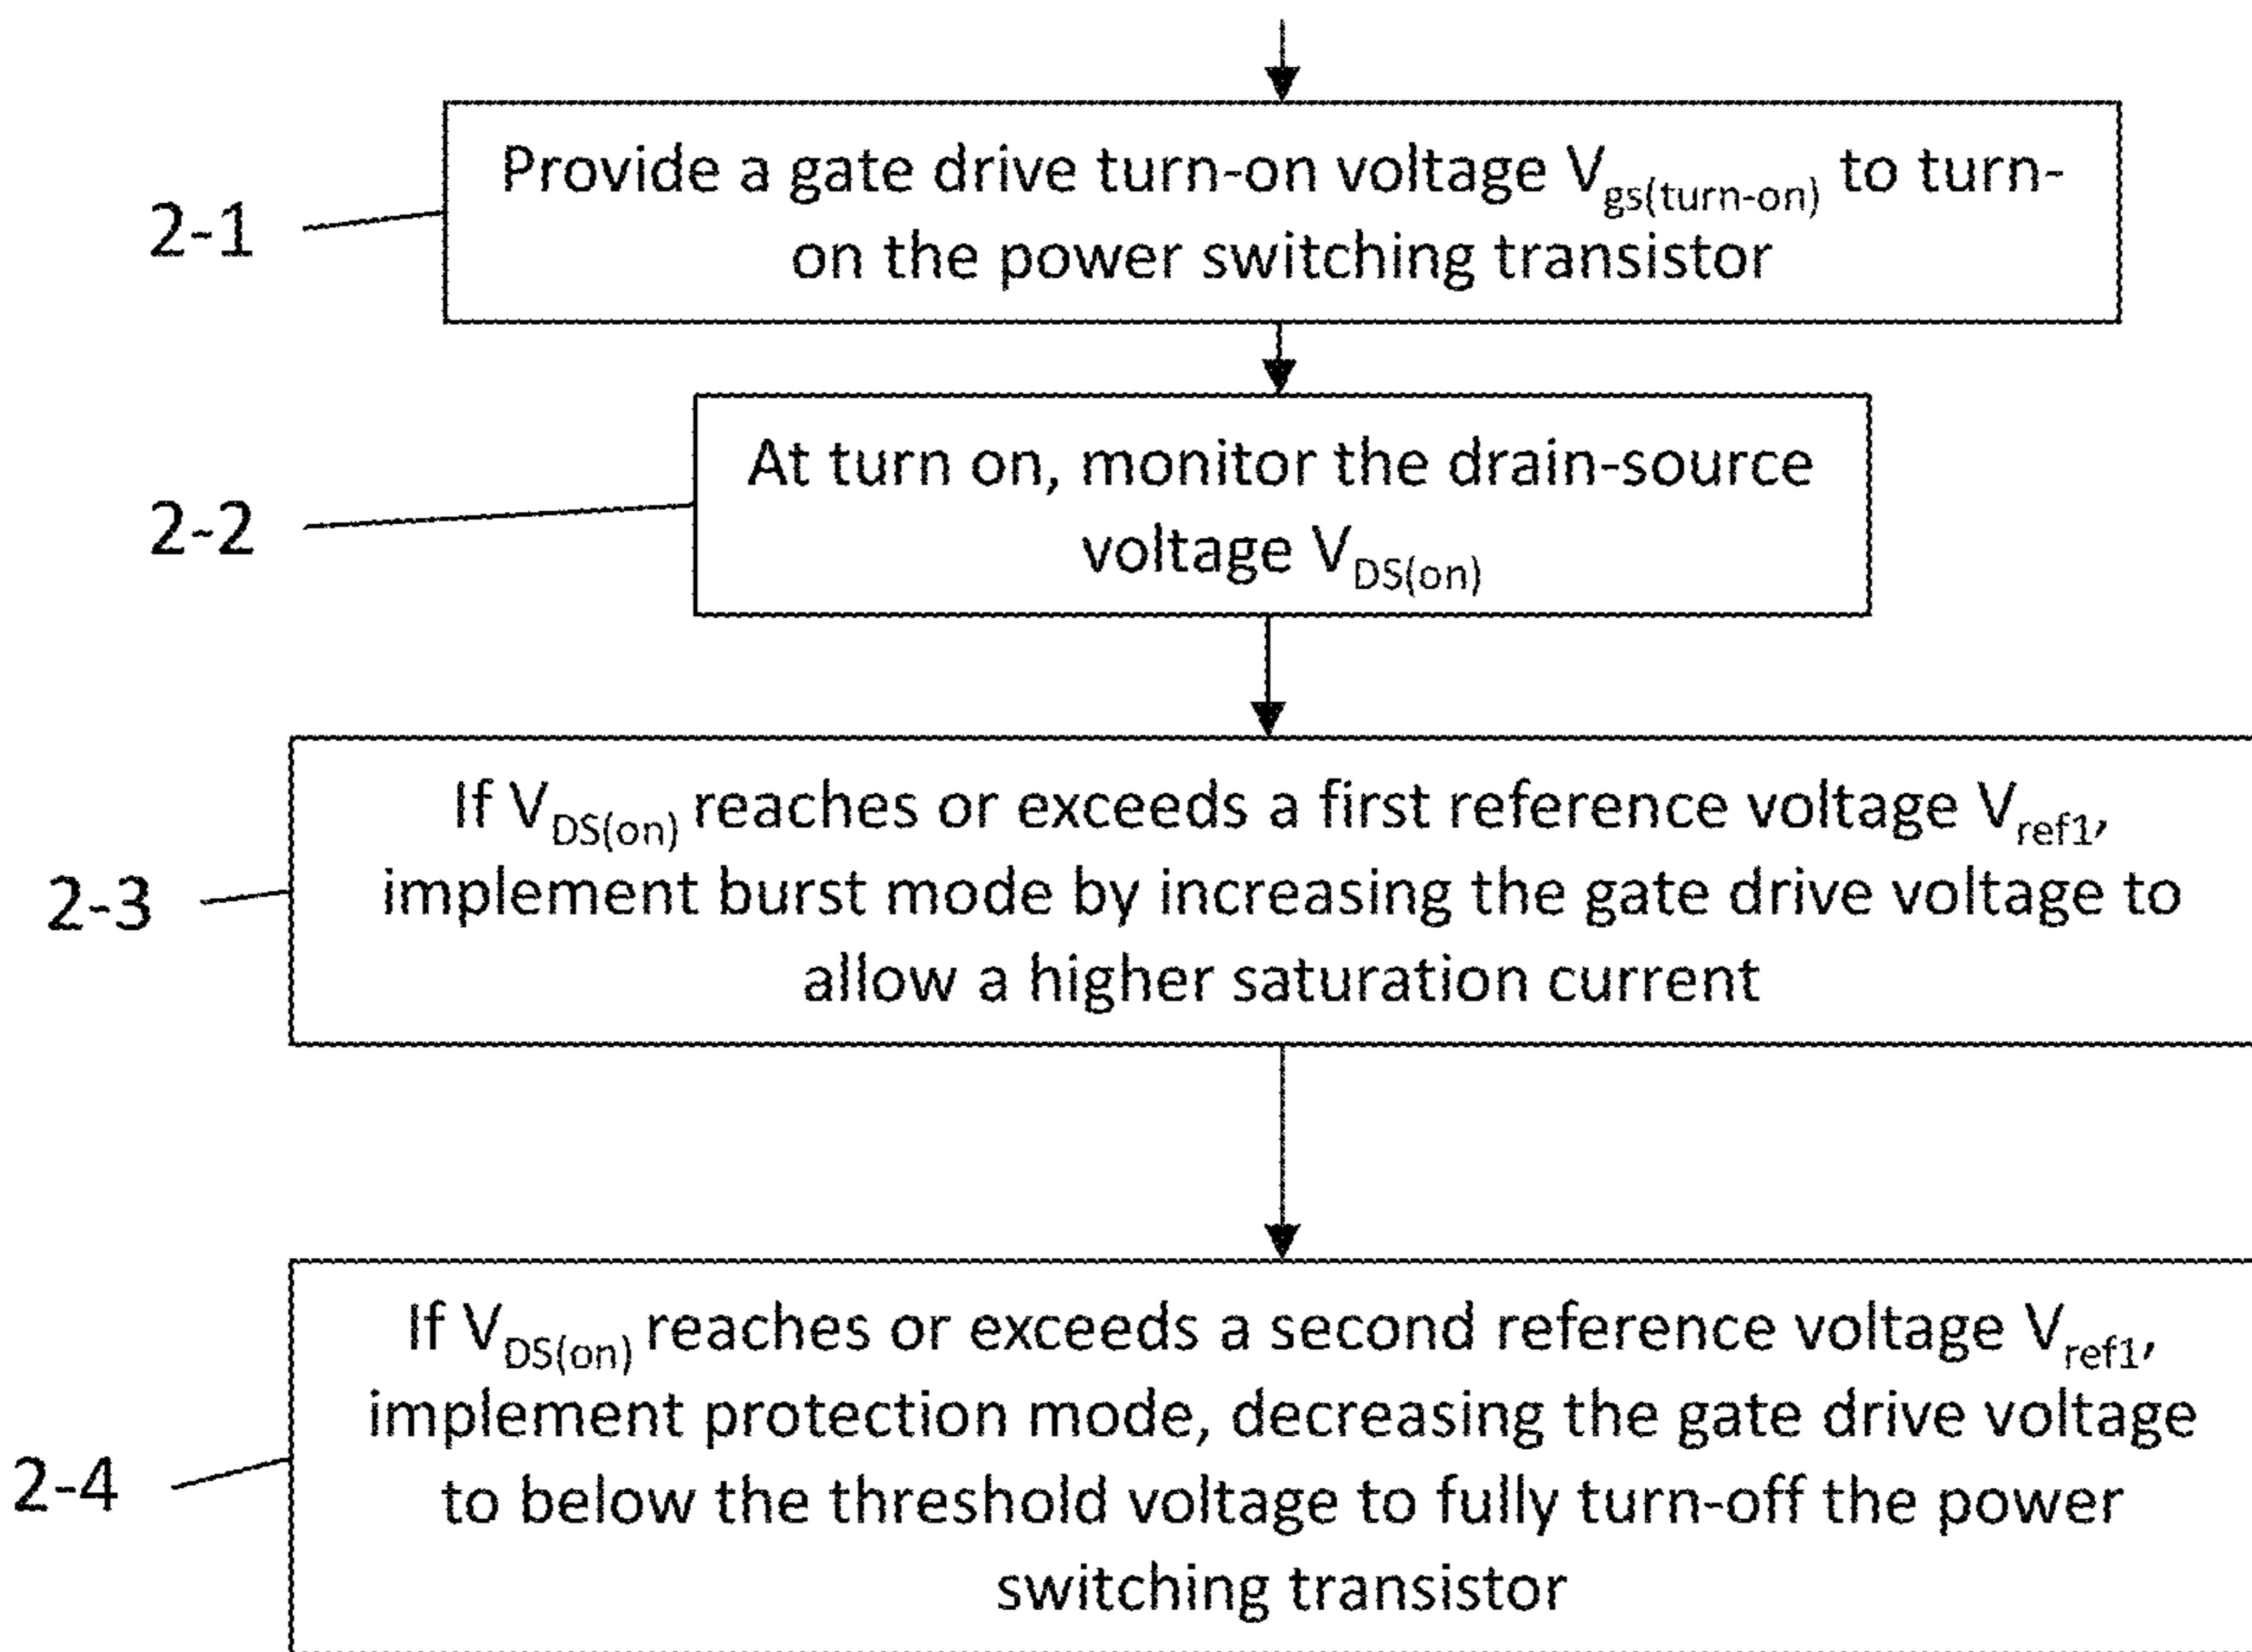 Provide a gate drive turn-on voltage Vgs(turn-on) to turn-
2-1
on the power switching transistor
At turn on, monitor the drain-source
2-2
voltage VDS(on)
If VDS(on) reaches or exceeds a first reference voltage Vref1,
2-3
implement burst mode by increasing the gate drive voltage to
allow a higher saturation current
If VDS(on) reaches or exceeds a second reference voltage Vref1,
implement protection mode, decreasing the gate drive voltage
2-4
to below the threshold voltage to fully turn-off the power
switching transistor